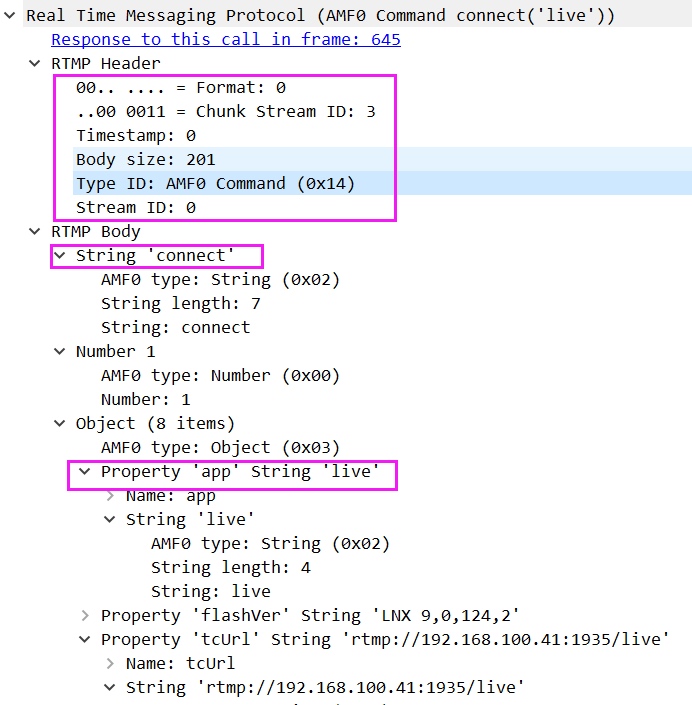 Real Time Messaging Protocol (AMF0 Command connect('live'))
Response to this call in frame: 645
RTMP Header
00.. .... = Format: 0
..00 0011 = Chunk Stream ID: 3
Timestamp: 0
Body size: 201
Type ID: AMF0 Command (0x14)
Stream ID: 0
RTMP Body
String 'connect'
AMF0 type: String (0x02)
String length: 7
String: connect
Number 1
AMF0 type: Number (0x00)
Number: 1
Object (8 items)
AMF0 type: Object (0x03)
Property 'app' String 'live'
Name: app
String 'live'
AMF0 type: String (0x02)
String length: 4
String: live
Property 'flashVer' String 'LNX 9,0,124,2'
Property 'tcUrl' String 'rtmp://192.168.100.41:1935/live'
Name: tcUrl
String 'rtmp://192.168.100.41:1935/live'